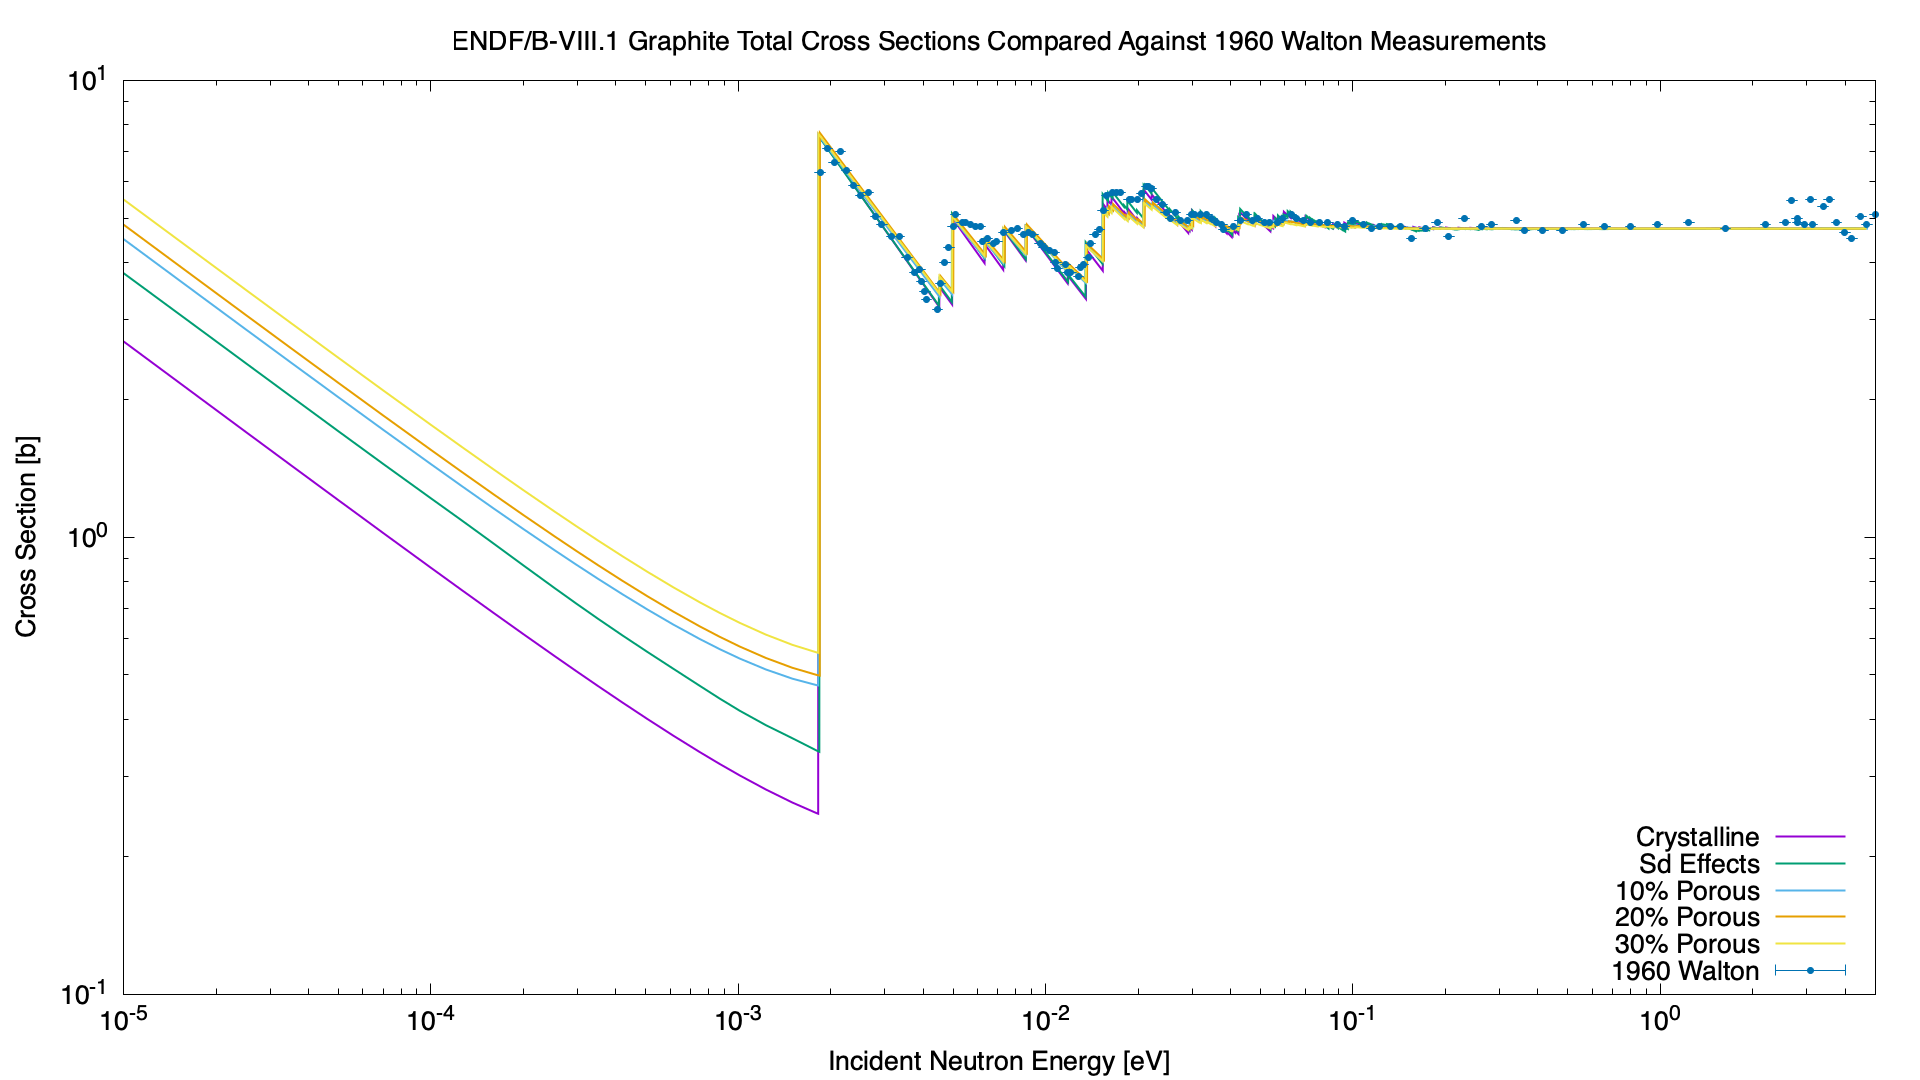 ENDF/B-VIII.1 Graphite Total Cross Sections Compared Against 1960 Walton Measurements
10^1
10^0
10^-1
Cross Section [b]
Crystalline
Sd Effects
10% Porous
20% Porous
30% Porous
1960 Walton
10^-5 10^-4 10^-3 10^-2 10^-1 10^0
Incident Neutron Energy [eV]